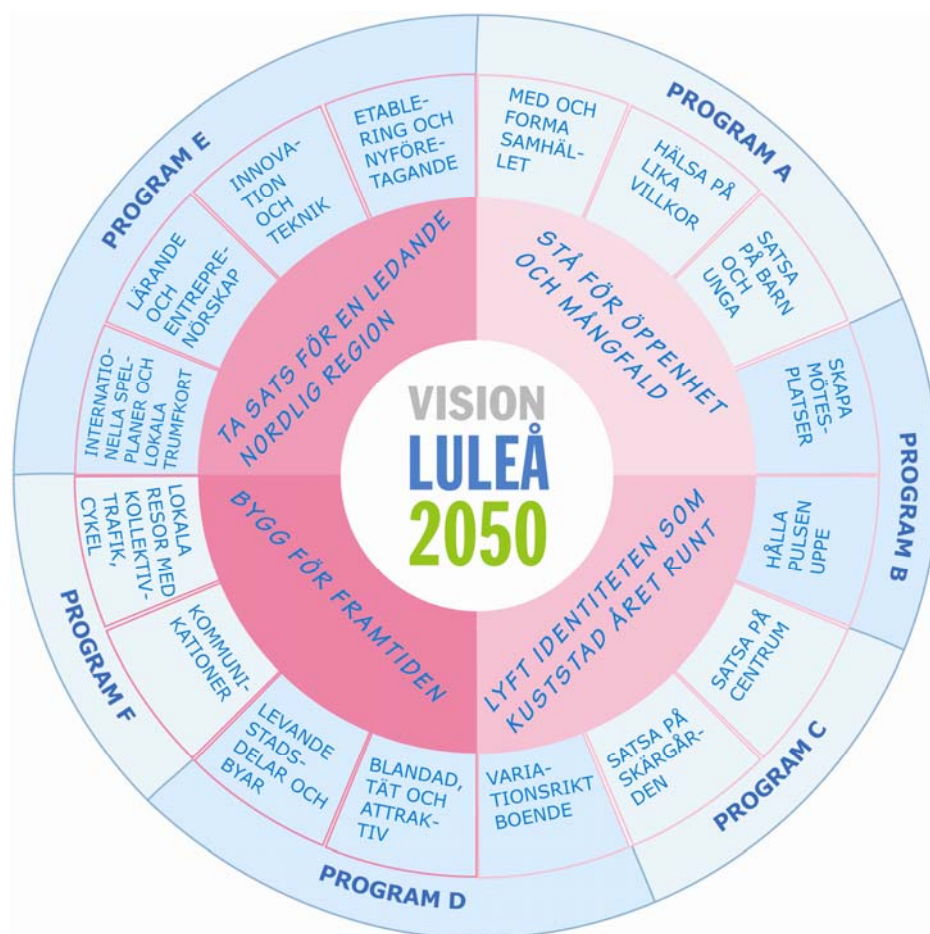 VISION
LULEÅ
2050
STÅ FÖR ÖPPENHET
OCH MÅNGFALD
LYFT IDENTITETEN SOM
KUSTSTAD ÅRET RUNT
BYGG FÖR FRAMTIDEN
TA SATS FÖR EN LEDANDE
NORDLIG REGION
PROGRAM A
MED OCH
FORMA
SAMHÄL-
LET
HÄLSA PÅ
LIKA
VILLKOR
SATSA
PÅ BARN
OCH
UNGA
PROGRAM B
SKAPA
MÖTES-
PLATSER
HÅLLA
PULSEN
UPPE
PROGRAM C
SATSA PÅ
CENTRUM
SATSA PÅ
SKÄRGÅR-
DEN
PROGRAM D
VARIA-
TIONSRIKT
BOENDE
BLANDAD,
TÄT OCH
ATTRAK-
TIV
LEVANDE
STADS-
DELAR OCH
BYAR
PROGRAM F
KOMMUNI-
KATIONER
LOKALA
RESOR MED
KOLLEKTIV-
TRAFIK,
CYKEL
PROGRAM E
INTERNATIO-
NELLA SPEL-
PLANER OCH
LOKALA
TRUMFKORT
LÄRANDE
OCH
ENTREPRE-
NÖRSKAP
INNOVA-
TION
OCH
TEKNIK
ETABLE-
RING OCH
NYFÖRE-
TAGANDE